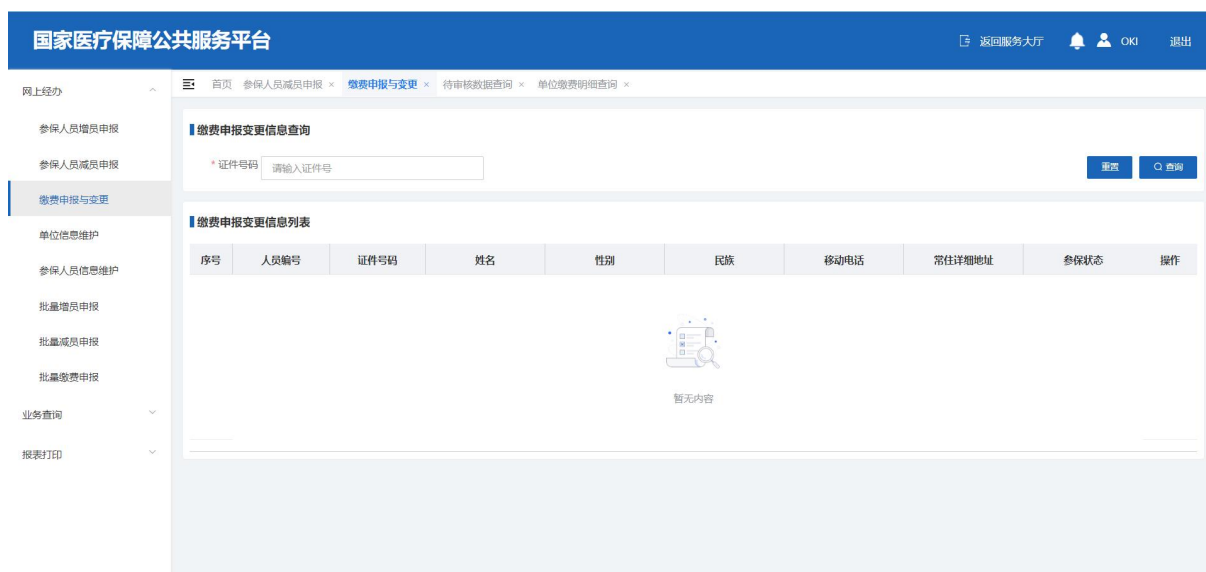 国家医疗保障公共服务平台
返回服务大厅 OKI 退出
网上经办
参保人员增员申报
参保人员减员申报
缴费申报与变更
单位信息维护
参保人员信息维护
批量增员申报
批量减员申报
批量缴费申报
业务查询
报表打印
首页 参保人员减员申报 × 缴费申报与变更 × 待审核数据查询 × 单位缴费明细查询 ×
缴费申报变更信息查询
* 证件号码 请输入证件号 重置 查询
缴费申报变更信息列表
序号 人员编号 证件号码 姓名 性别 民族 移动电话 常住详细地址 参保状态 操作
暂无内容